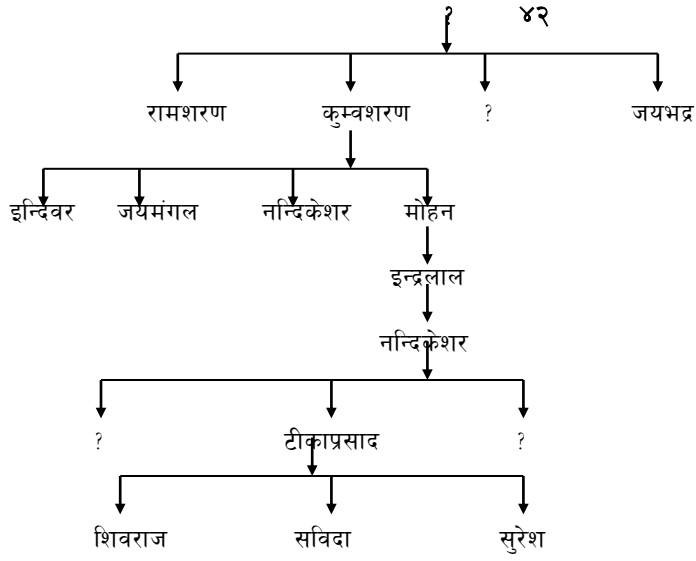 ? ४२
रामशरण कुम्वशरण ? जयभद्र
इन्दिवर जयमंगल नन्दिकेशर मोहन
इन्द्रलाल
नन्दिकेशर
? टीकाप्रसाद ?
शिवराज सविदा सुरेश